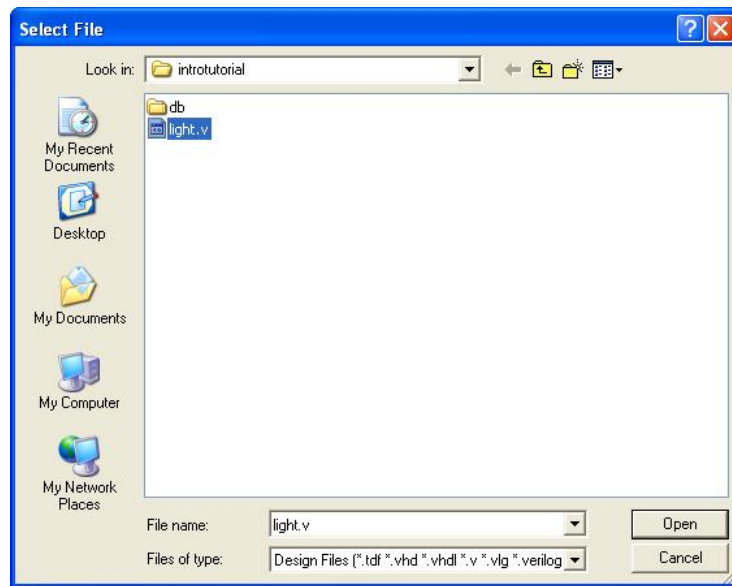 Select File
Look in:
introtutorial
db
light.v
My Recent
Documents
Desktop
My Documents
My Computer
My Network
Places
File name:
light.v
Open
Files of type:
Design Files (*.tdf *.vhd *.vhdl *.v *.vlg *.verilog
Cancel